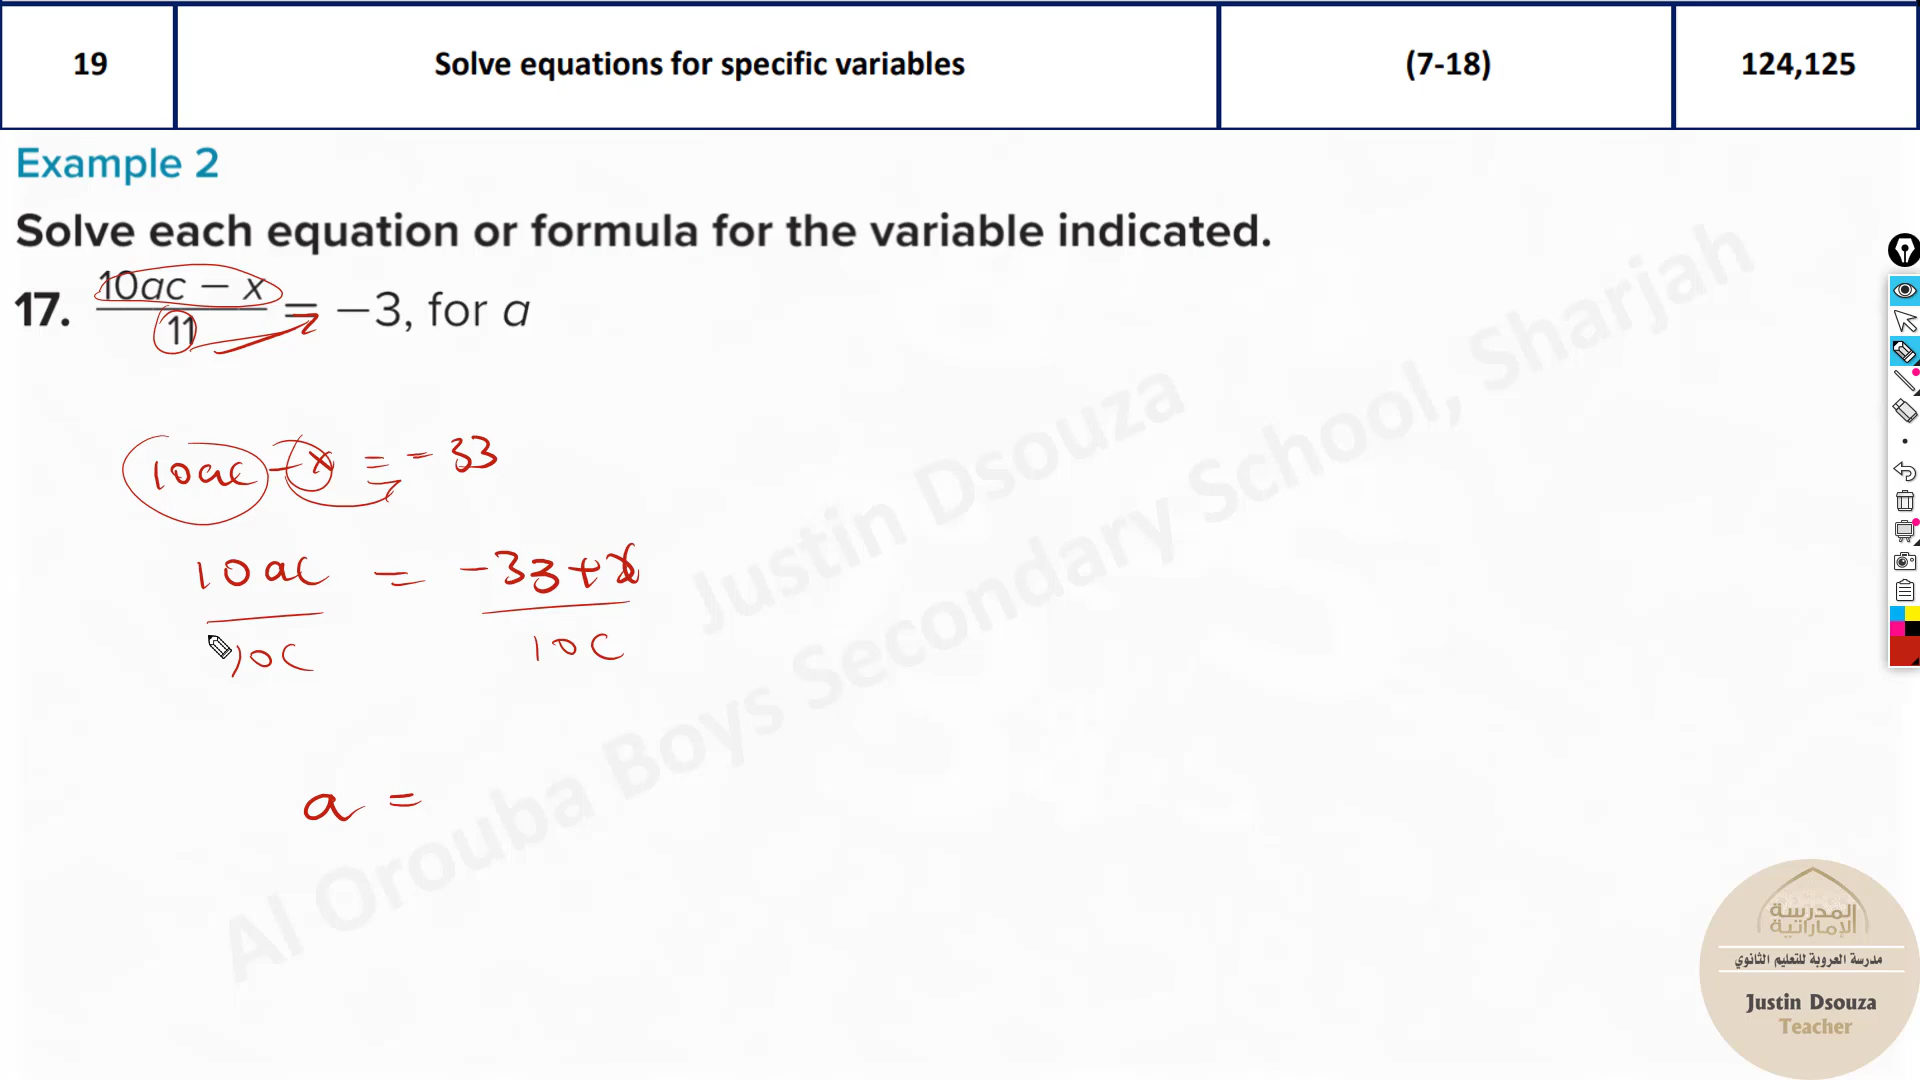 19 Solve equations for specific variables (7-18) 124,125
Example 2
Solve each equation or formula for the variable indicated.
17. (10ac − x)/11 = −3, for a
10ac − x = - 33
10ac = -33+x
10C 10C
a =
Justin Dsouza
Al Orouba Boys Secondary School, Sharjah
المدرسة
الإماراتية
مدرسة العروبة للتعليم الثانوي
Justin Dsouza
Teacher